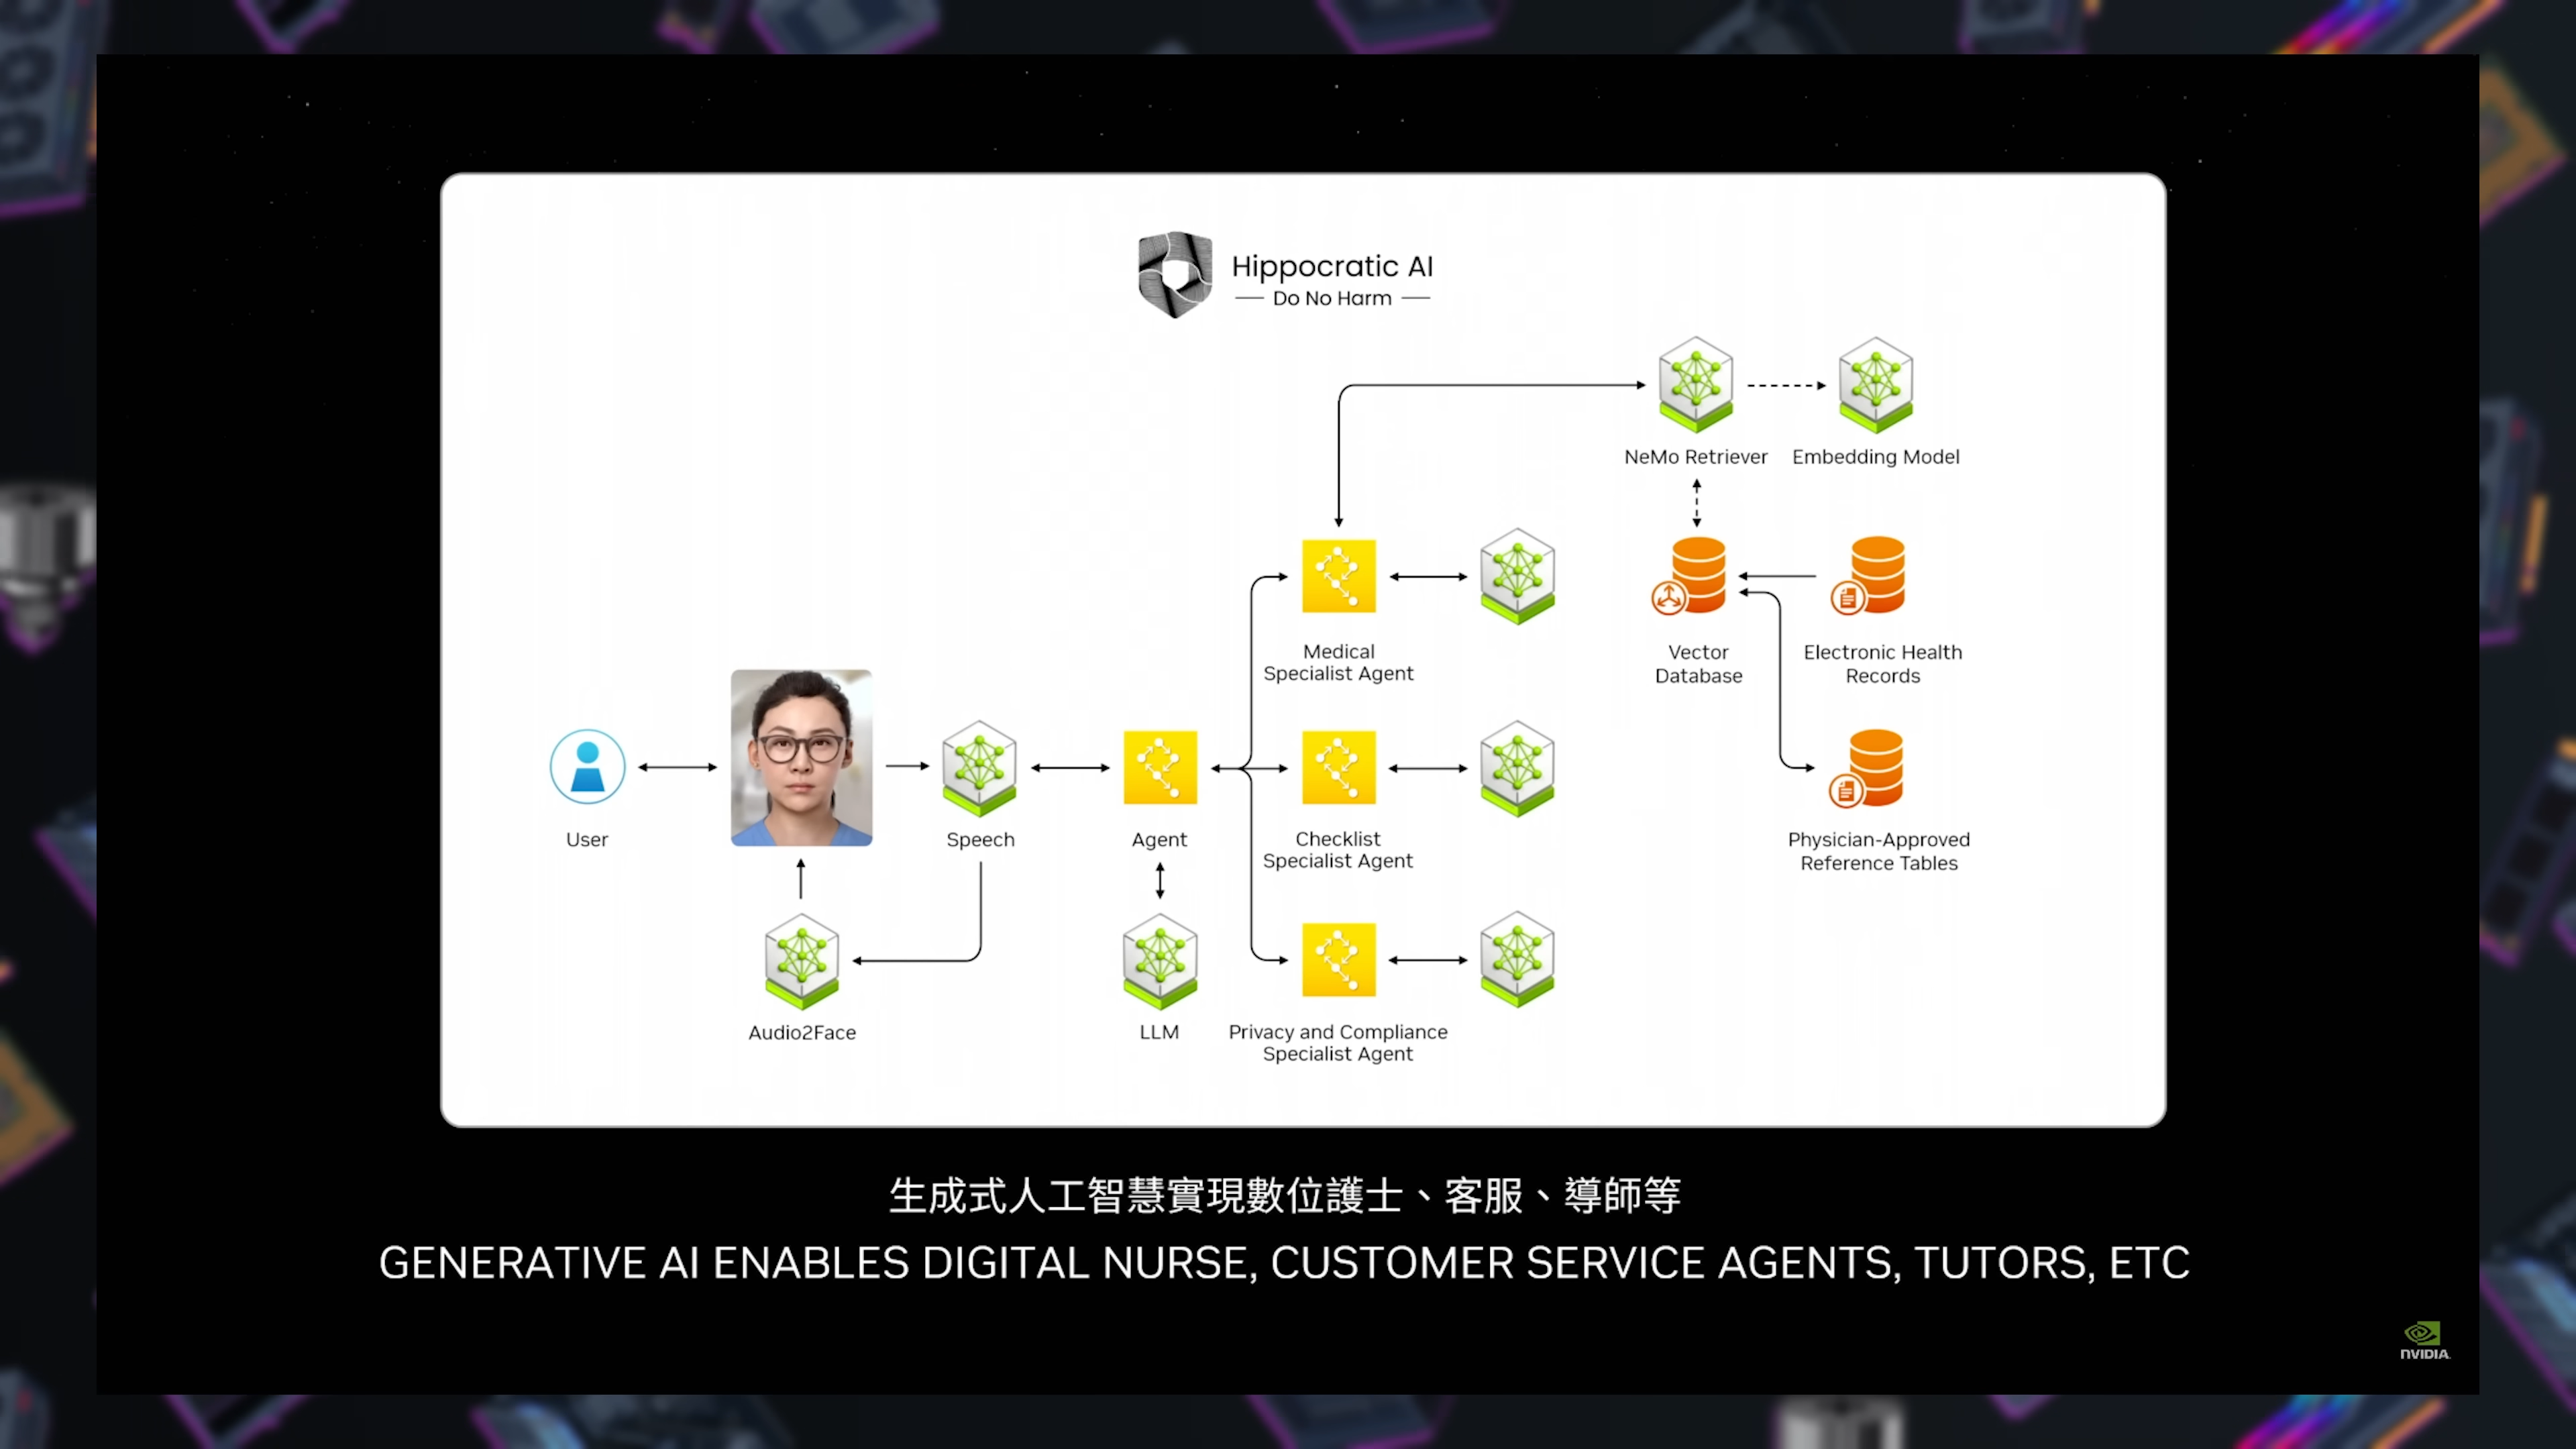 Hippocratic AI
Do No Harm
NeMo Retriever
Embedding Model
Medical
Specialist Agent
Vector
Database
Electronic Health
Records
User
Speech
Agent
Checklist
Specialist Agent
Physician-Approved
Reference Tables
Audio2Face
LLM
Privacy and Compliance
Specialist Agent
生成式人工智慧實現數位護士、客服、導師等
GENERATIVE AI ENABLES DIGITAL NURSE, CUSTOMER SERVICE AGENTS, TUTORS, ETC
NVIDIA